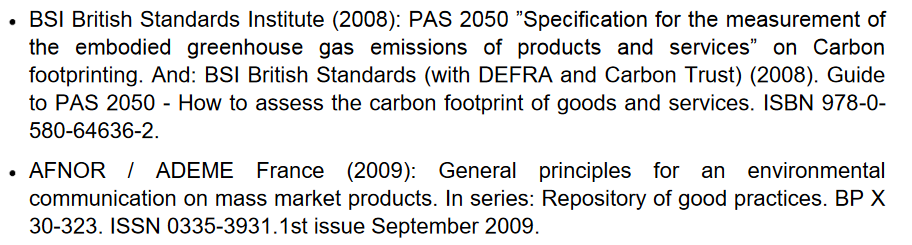 • BSI British Standards Institute (2008): PAS 2050 ”Specification for the measurement of
the embodied greenhouse gas emissions of products and services” on Carbon
footprinting. And: BSI British Standards (with DEFRA and Carbon Trust) (2008). Guide
to PAS 2050 - How to assess the carbon footprint of goods and services. ISBN 978-0-
580-64636-2.
• AFNOR / ADEME France (2009): General principles for an environmental
communication on mass market products. In series: Repository of good practices. BP X
30-323. ISSN 0335-3931.1st issue September 2009.